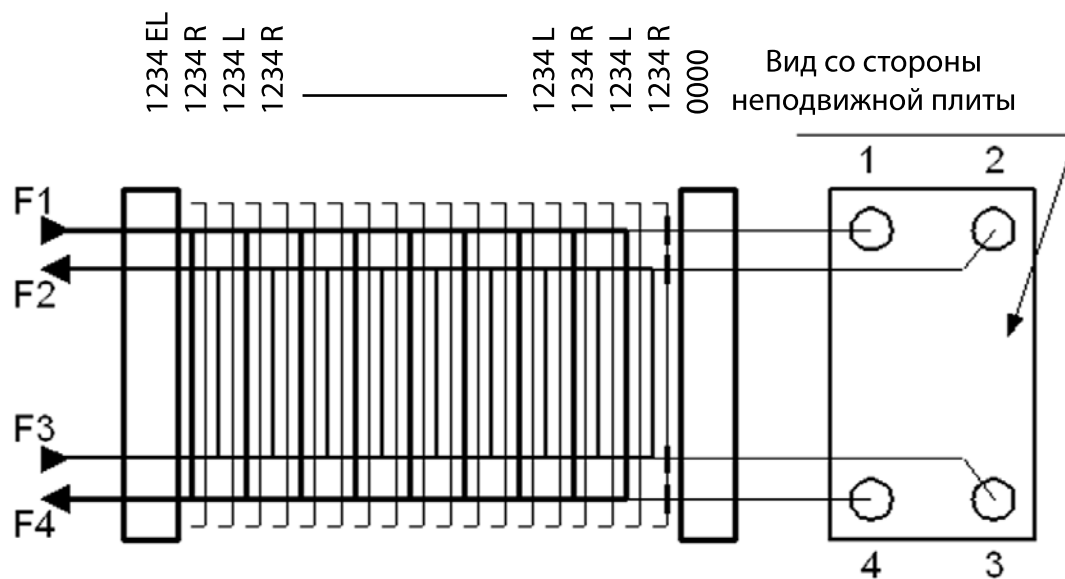 1234 EL
1234 R
1234 L
1234 R
1234 L
1234 R
1234 L
1234 R
0000
Вид со стороны
неподвижной плиты
1
2
F1
F2
F3
F4
4
3